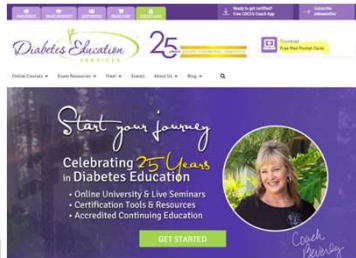 Ready to get certified?
Free CDCES Coach App
Subscribe
eNewsletter
Diabetes Education
SERVICES
25
Download
Free Med Pocket Cards
Online Courses
Exam Resources
Free!
Events
About Us
Blog
Start your journey
Celebrating 25 Years
in Diabetes Education
• Online University & Live Seminars
• Certification Tools & Resources
• Accredited Continuing Education
GET STARTED
Coach
Beverly